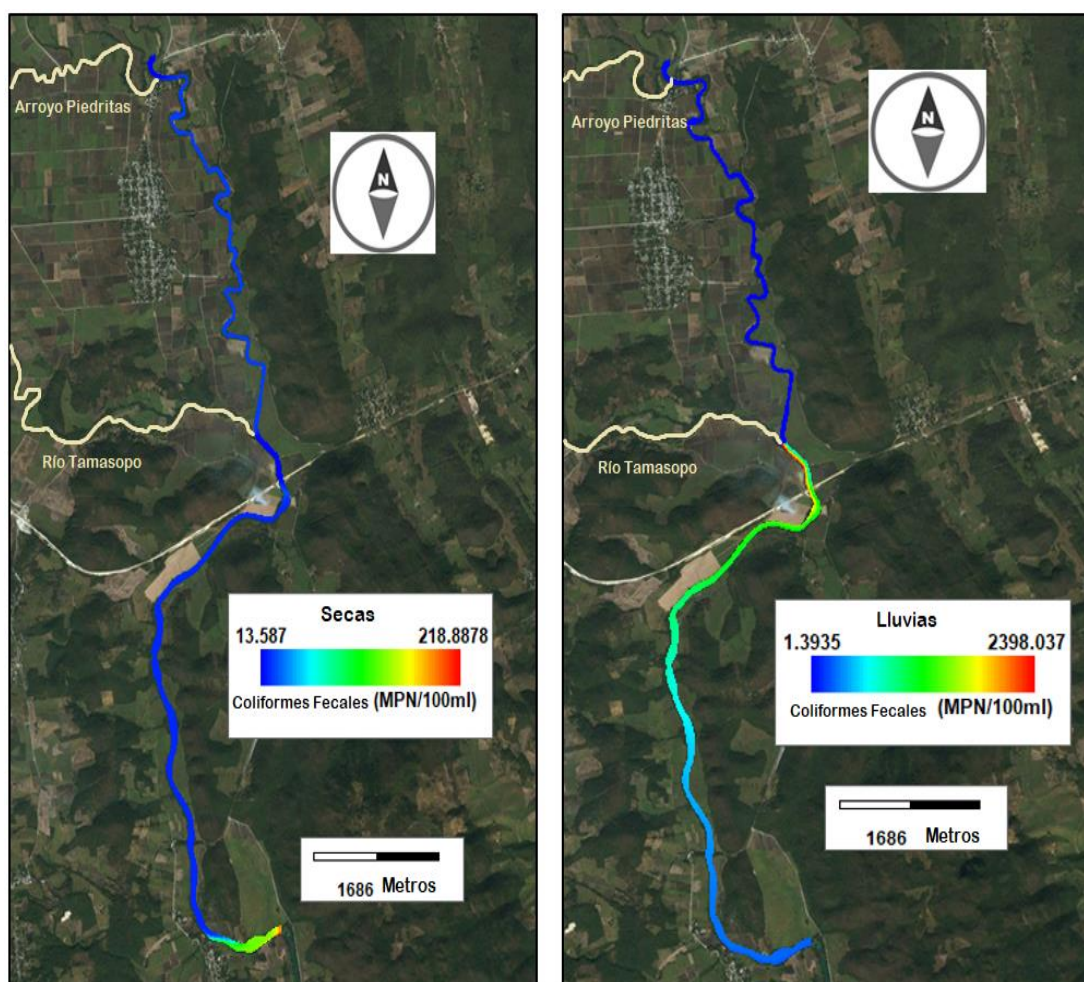 Arroyo Piedritas
N
Río Tamasopo
Secas
13.587 218.8878
Coliformes Fecales (MPN/100ml)
1686 Metros
Arroyo Piedritas
N
Río Tamasopo
Lluvias
1.3935 2398.037
Coliformes Fecales (MPN/100ml)
1686 Metros